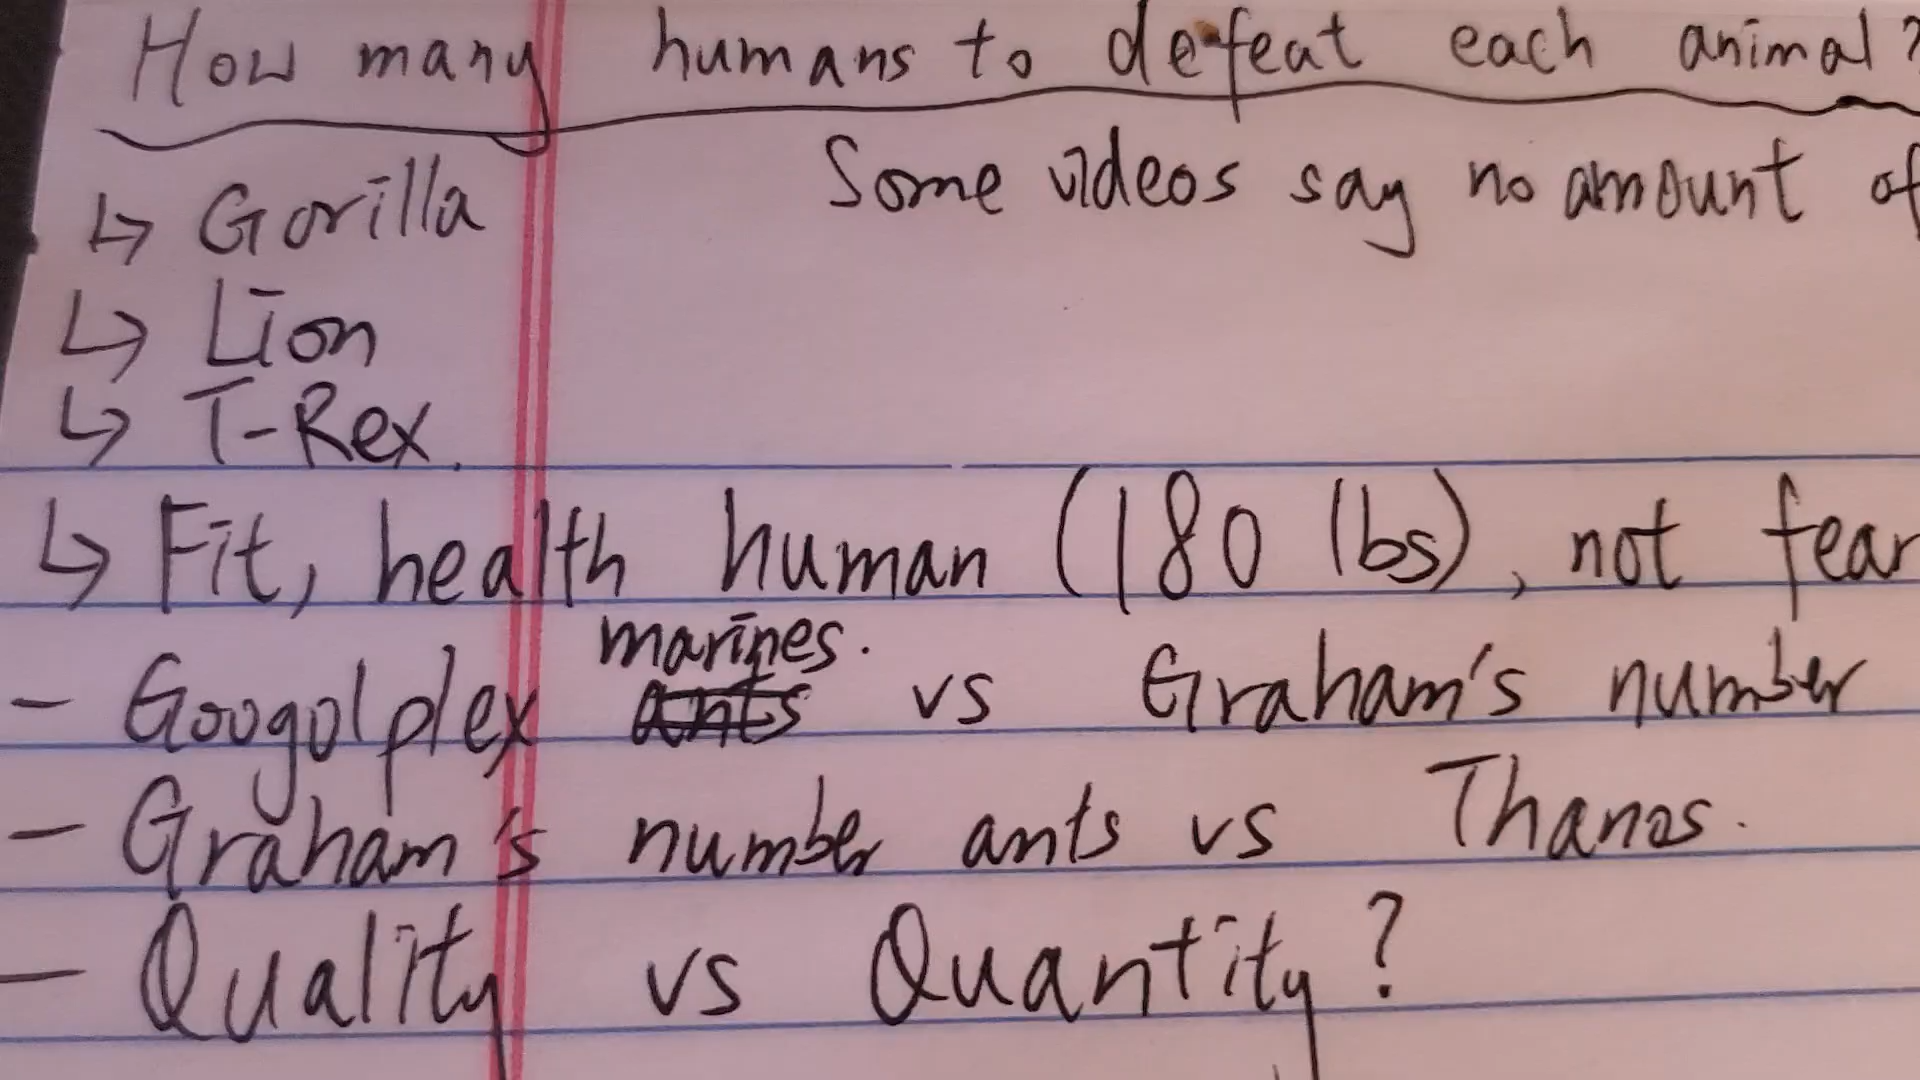 How many humans to defeat each animal?
Some videos say no amount of
↳ Gorilla
↳ Lion
↳ T-Rex.
↳ Fit, health human (180 lbs), not fear
marines.
- Googolplex ants vs Graham's number
- Graham's number ants vs Thanos.
- Quality vs Quantity?